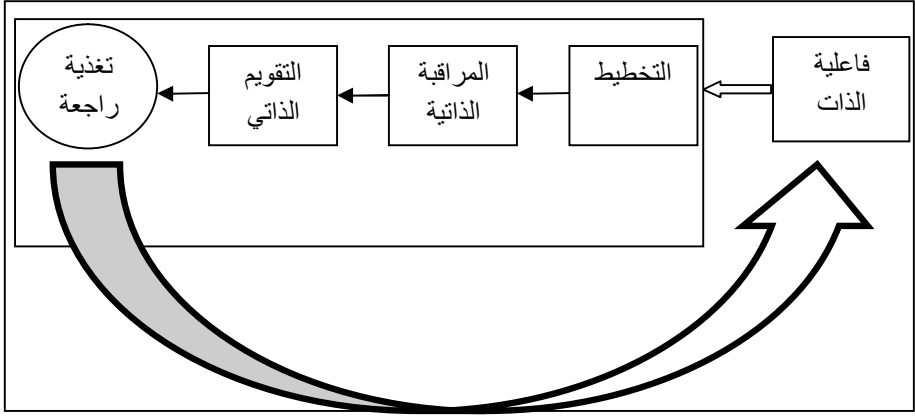 فاعلية
الذات
التخطيط
المراقبة
الذاتية
التقويم
الذاتي
تغذية
راجعة